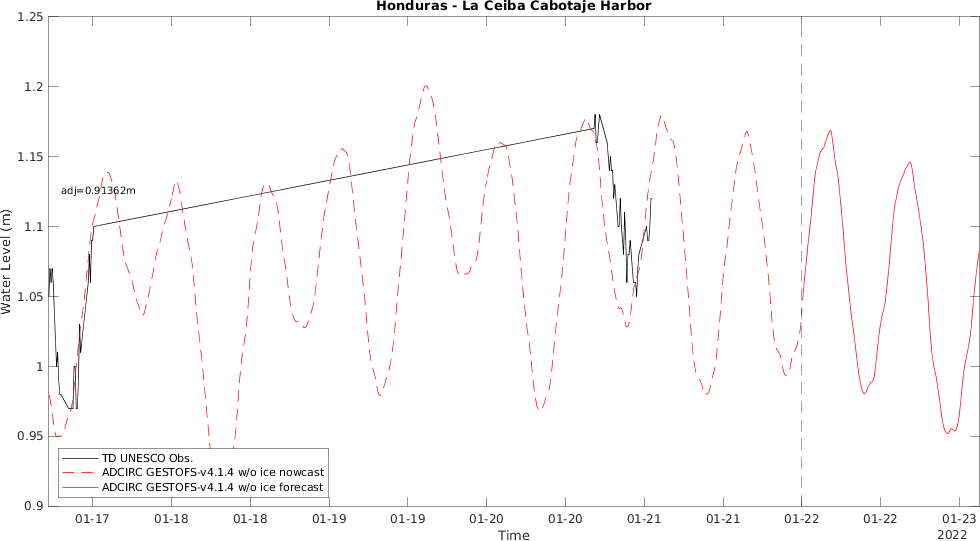 Honduras - La Ceiba Cabotaje Harbor
1.25
1.2
1.15
1.1
1.05
1
0.95
0.9
Water Level (m)
adj=0.91362m
TD UNESCO Obs.
ADCIRC GESTOFS-v4.1.4 w/o ice nowcast
ADCIRC GESTOFS-v4.1.4 w/o ice forecast
01-17 01-18 01-18 01-19 01-19 01-20 01-20 01-21 01-21 01-22 01-22 01-23
Time
2022